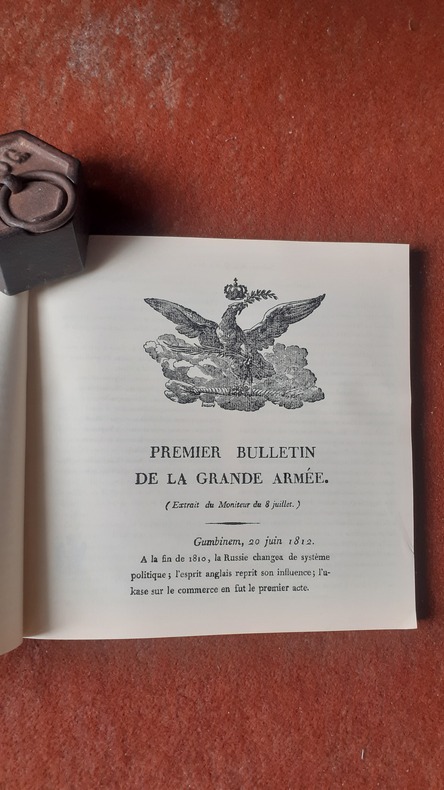 PREMIER BULLETIN
DE LA GRANDE ARMÉE.
( Extrait du Moniteur du 8 juillet. )
Gumbinem, 20 juin 1812.
A la fin de 1810, la Russie changea de système
politique ; l'esprit anglais reprit son influence ; l'u-
kase sur le commerce en fut le premier acte.